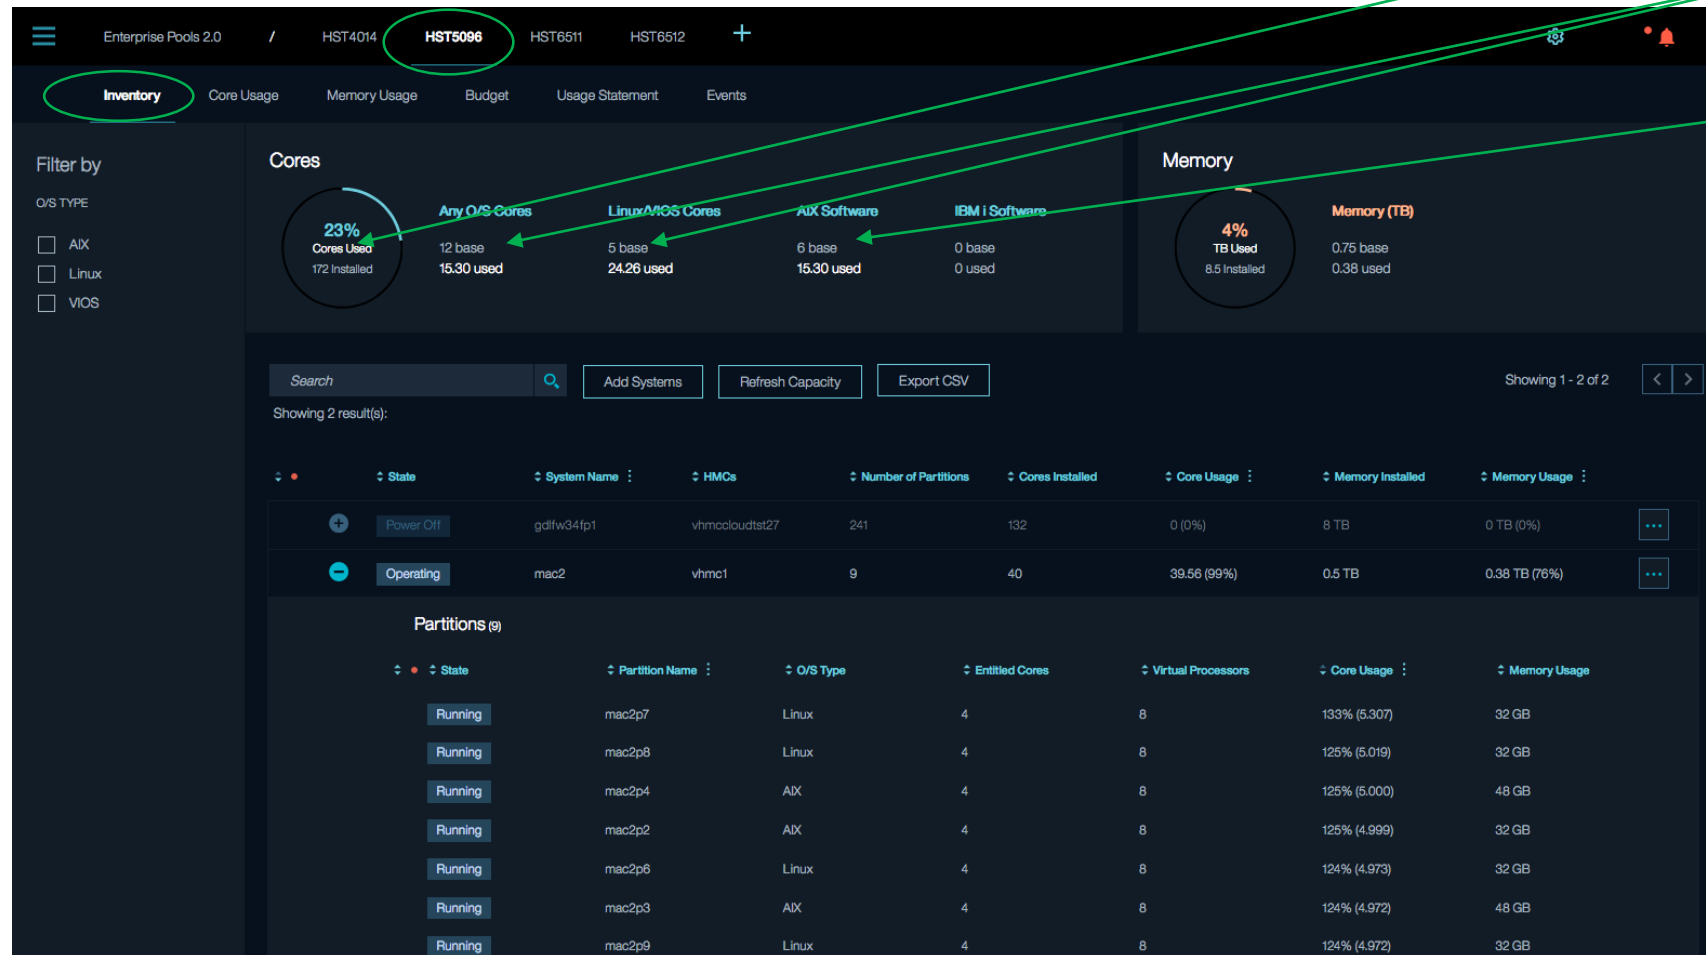 Enterprise Pools 2.0 / HST4014 HST5096 HST6511 HST6512 +
Inventory Core Usage Memory Usage Budget Usage Statement Events
Filter by
O/S TYPE
AIX
Linux
VIOS
Cores
23%
Cores Used
172 Installed
Any O/S Cores
12 base
15.30 used
Linux/VIOS Cores
5 base
24.26 used
AIX Software
6 base
15.30 used
IBM i Software
0 base
0 used
Memory
4%
TB Used
8.5 Installed
Memory (TB)
0.75 base
0.38 used
Search Add Systems Refresh Capacity Export CSV Showing 1 - 2 of 2 < >
Showing 2 result(s):
State System Name HMCs Number of Partitions Cores Installed Core Usage Memory Installed Memory Usage
Power Off gdlfw34fp1 vhmccloudtst27 241 132 0 (0%) 8 TB 0 TB (0%) ...
Operating mac2 vhmc1 9 40 39.56 (99%) 0.5 TB 0.38 TB (76%) ...
Partitions (9)
State Partition Name O/S Type Entitled Cores Virtual Processors Core Usage Memory Usage
Running mac2p7 Linux 4 8 133% (5.307) 32 GB
Running mac2p8 Linux 4 8 125% (5.019) 32 GB
Running mac2p4 AIX 4 8 125% (5.000) 48 GB
Running mac2p2 AIX 4 8 125% (4.999) 32 GB
Running mac2p6 Linux 4 8 124% (4.973) 32 GB
Running mac2p3 AIX 4 8 124% (4.972) 48 GB
Running mac2p9 Linux 4 8 124% (4.972) 32 GB